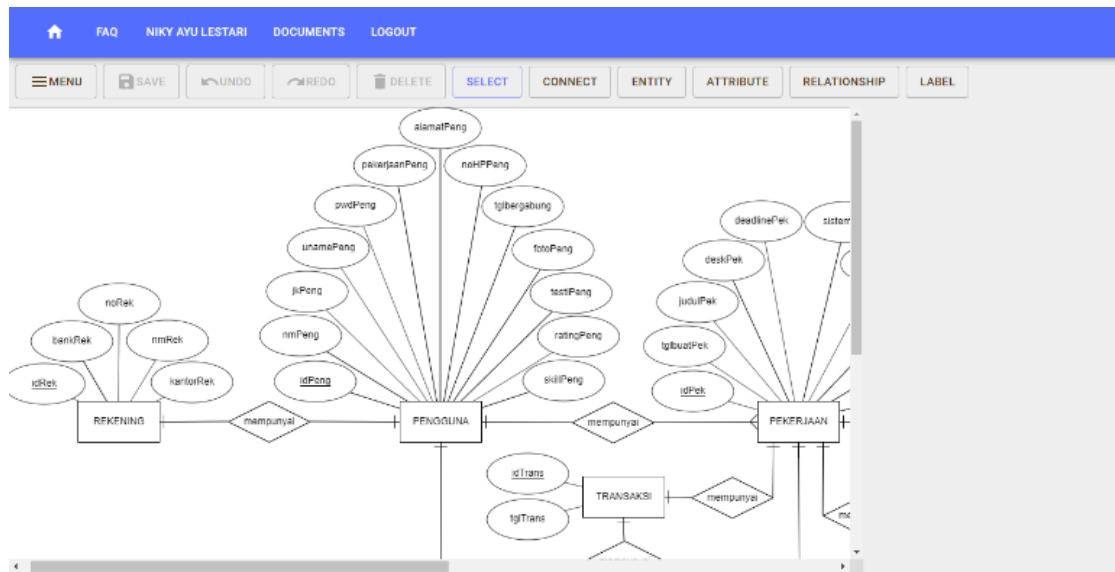 FAQ NIKY AYU LESTARI DOCUMENTS LOGOUT
MENU SAVE UNDO REDO DELETE SELECT CONNECT ENTITY ATTRIBUTE RELATIONSHIP LABEL
alamatPeng
pekerjaanPeng noHPPeng
pwdPeng tglbergabung
deadlinePek sistem
unamePeng fotoPeng
deskPek
jkPeng testiPeng
noRek judulPek
bankRek nmRek nmPeng ratingPeng
tglbuatPek
idRek kantorRek idPeng skillPeng
idPek
REKENING mempunyai PENGGUNA mempunyai PEKERJAAN
idTrans
TRANSAKSI mempunyai
tglTrans
me